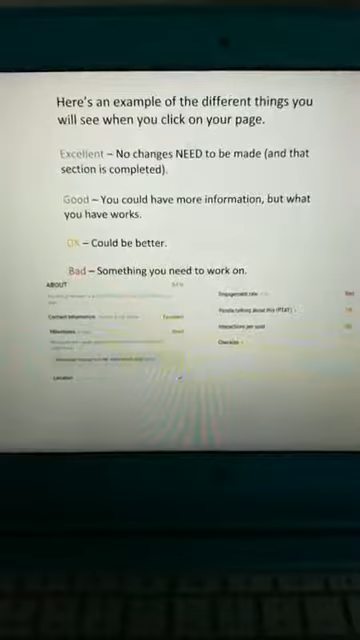 Here's an example of the different things you
will see when you click on your page.
Excellent – No changes NEED to be made (and that
section is completed).
Good – You could have more information, but what
you have works.
OK – Could be better.
Bad – Something you need to work on.
ABOUT
Contact Information
Milestones
Location
Engagement rate
People talking about this (PTAT)
Interactions per post
Checkins